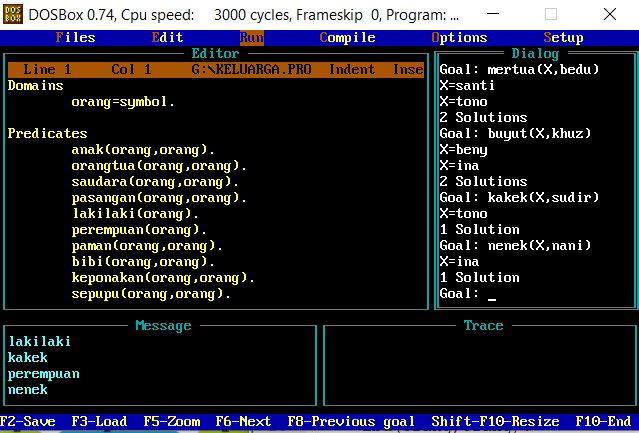 DOS BOX
DOSBox 0.74, Cpu speed: 3000 cycles, Frameskip 0, Program: ...
Files Edit Run Compile Options Setup
Editor
Line 1 Col 1 G:\KELUARGA.PRO Indent Inse
Domains
orang=symbol.
Predicates
anak(orang,orang).
orangtua(orang,orang).
saudara(orang,orang).
pasangan(orang,orang).
lakilaki(orang).
perempuan(orang).
paman(orang,orang).
bibi(orang,orang).
keponakan(orang,orang).
sepupu(orang,orang).
Dialog
Goal: mertua(X,bedu)
X=santi
X=tono
2 Solutions
Goal: buyut(X,khuz)
X=beny
X=ina
2 Solutions
Goal: kakek(X,sudir)
X=tono
1 Solution
Goal: nenek(X,nani)
X=ina
1 Solution
Goal: _
Message
lakilaki
kakek
perempuan
nenek
Trace
F2-Save F3-Load F5-Zoom F6-Next F8-Previous goal Shift-F10-Resize F10-End